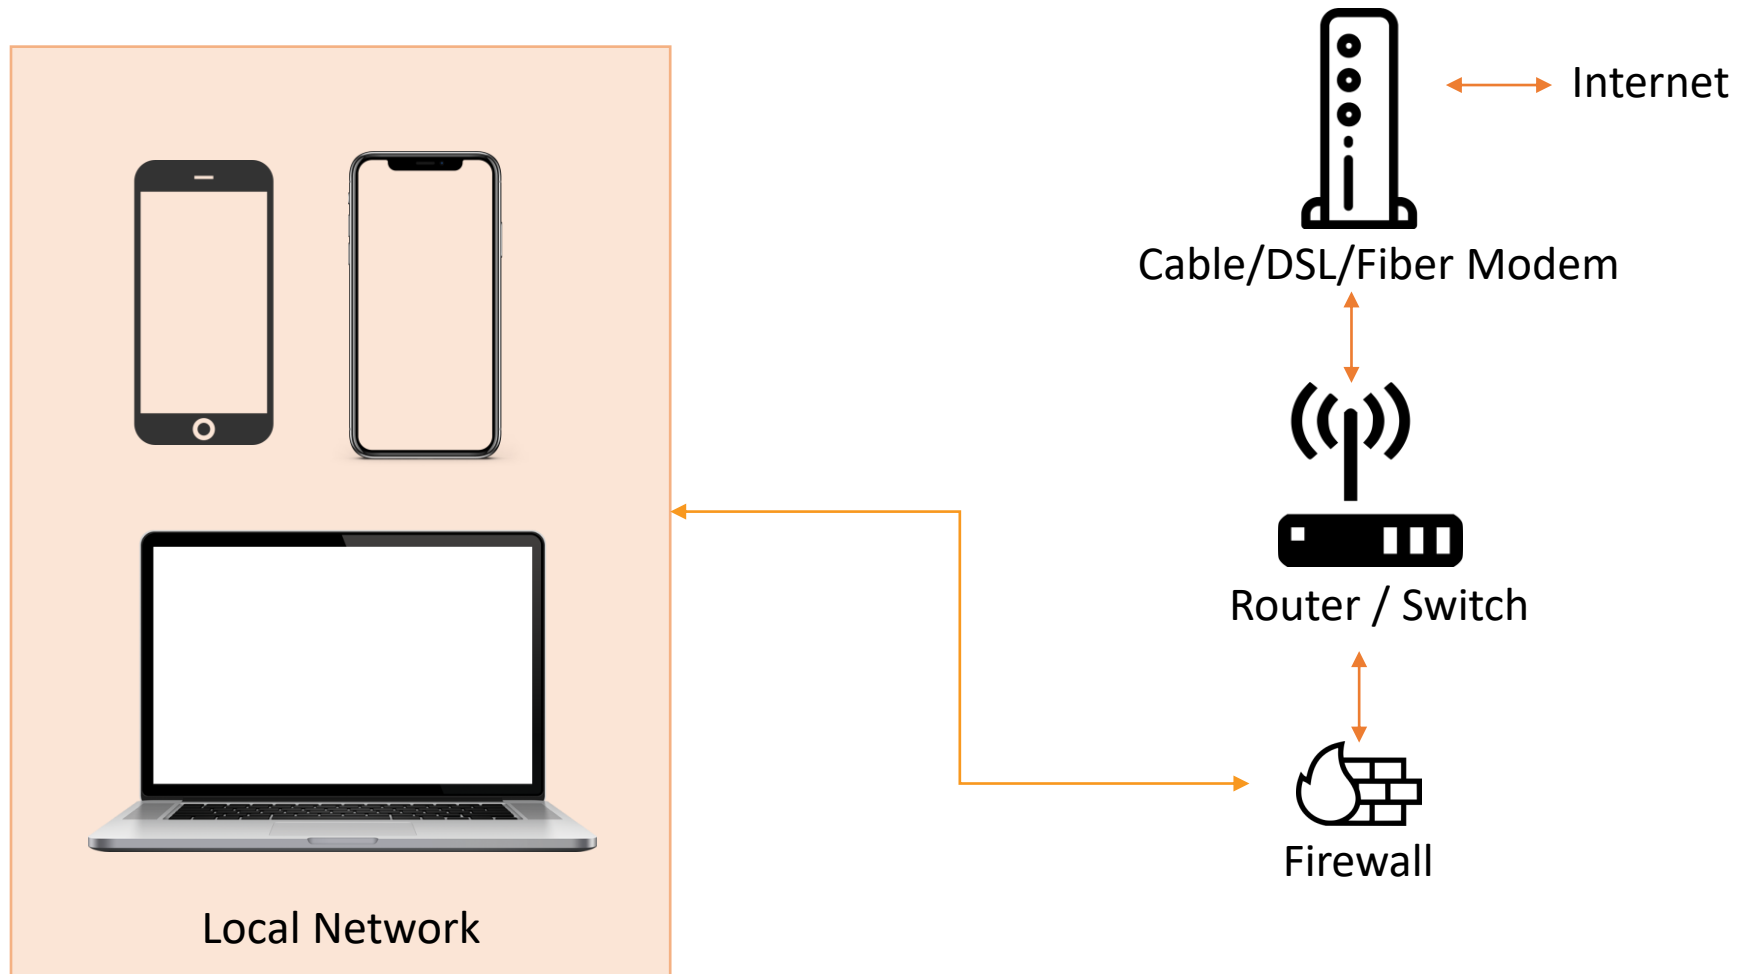 Internet
Cable/DSL/Fiber Modem
Router / Switch
Firewall
Local Network